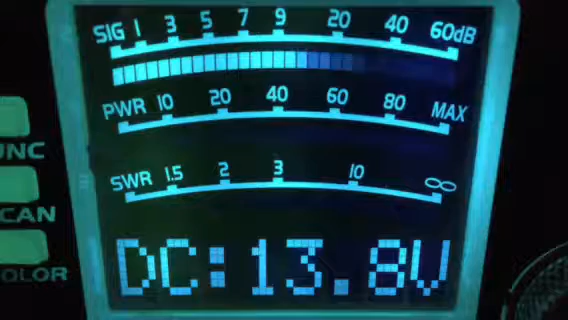 SIG 1 3 5 7 9 20 40 60dB
PWR 10 20 40 60 80 MAX
SWR 1.5 2 3 10 ∞
DC:13.8V
UNC
CAN
OLOR